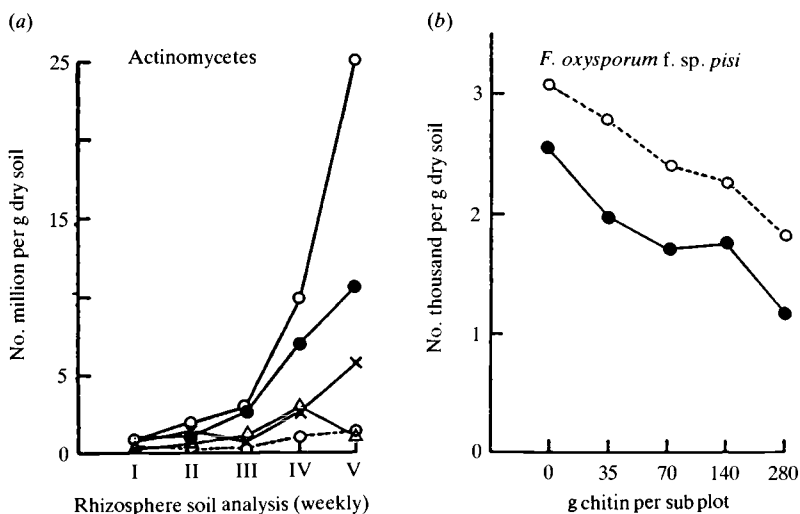 (a)
Actinomycetes
25
15
5
0
No. million per g dry soil
I II III IV V
Rhizosphere soil analysis (weekly)
(b)
F. oxysporum f. sp. pisi
3
2
1
0
No. thousand per g dry soil
0 35 70 140 280
g chitin per sub plot